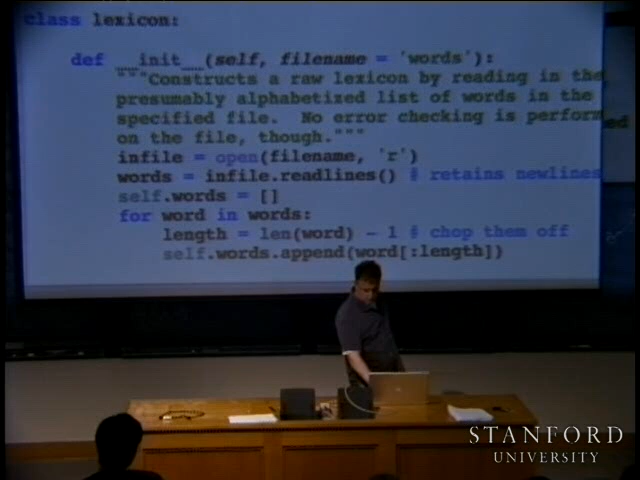 class lexicon:
def __init__(self, filename = 'words'):
"""Constructs a raw lexicon by reading in the
presumably alphabetized list of words in the
specified file. No error checking is perform
on the file, though."""
infile = open(filename, 'r')
words = infile.readlines() # retains newlines
self.words = []
for word in words:
length = len(word) - 1 # chop them off
self.words.append(word[:length])
STANFORD
UNIVERSITY